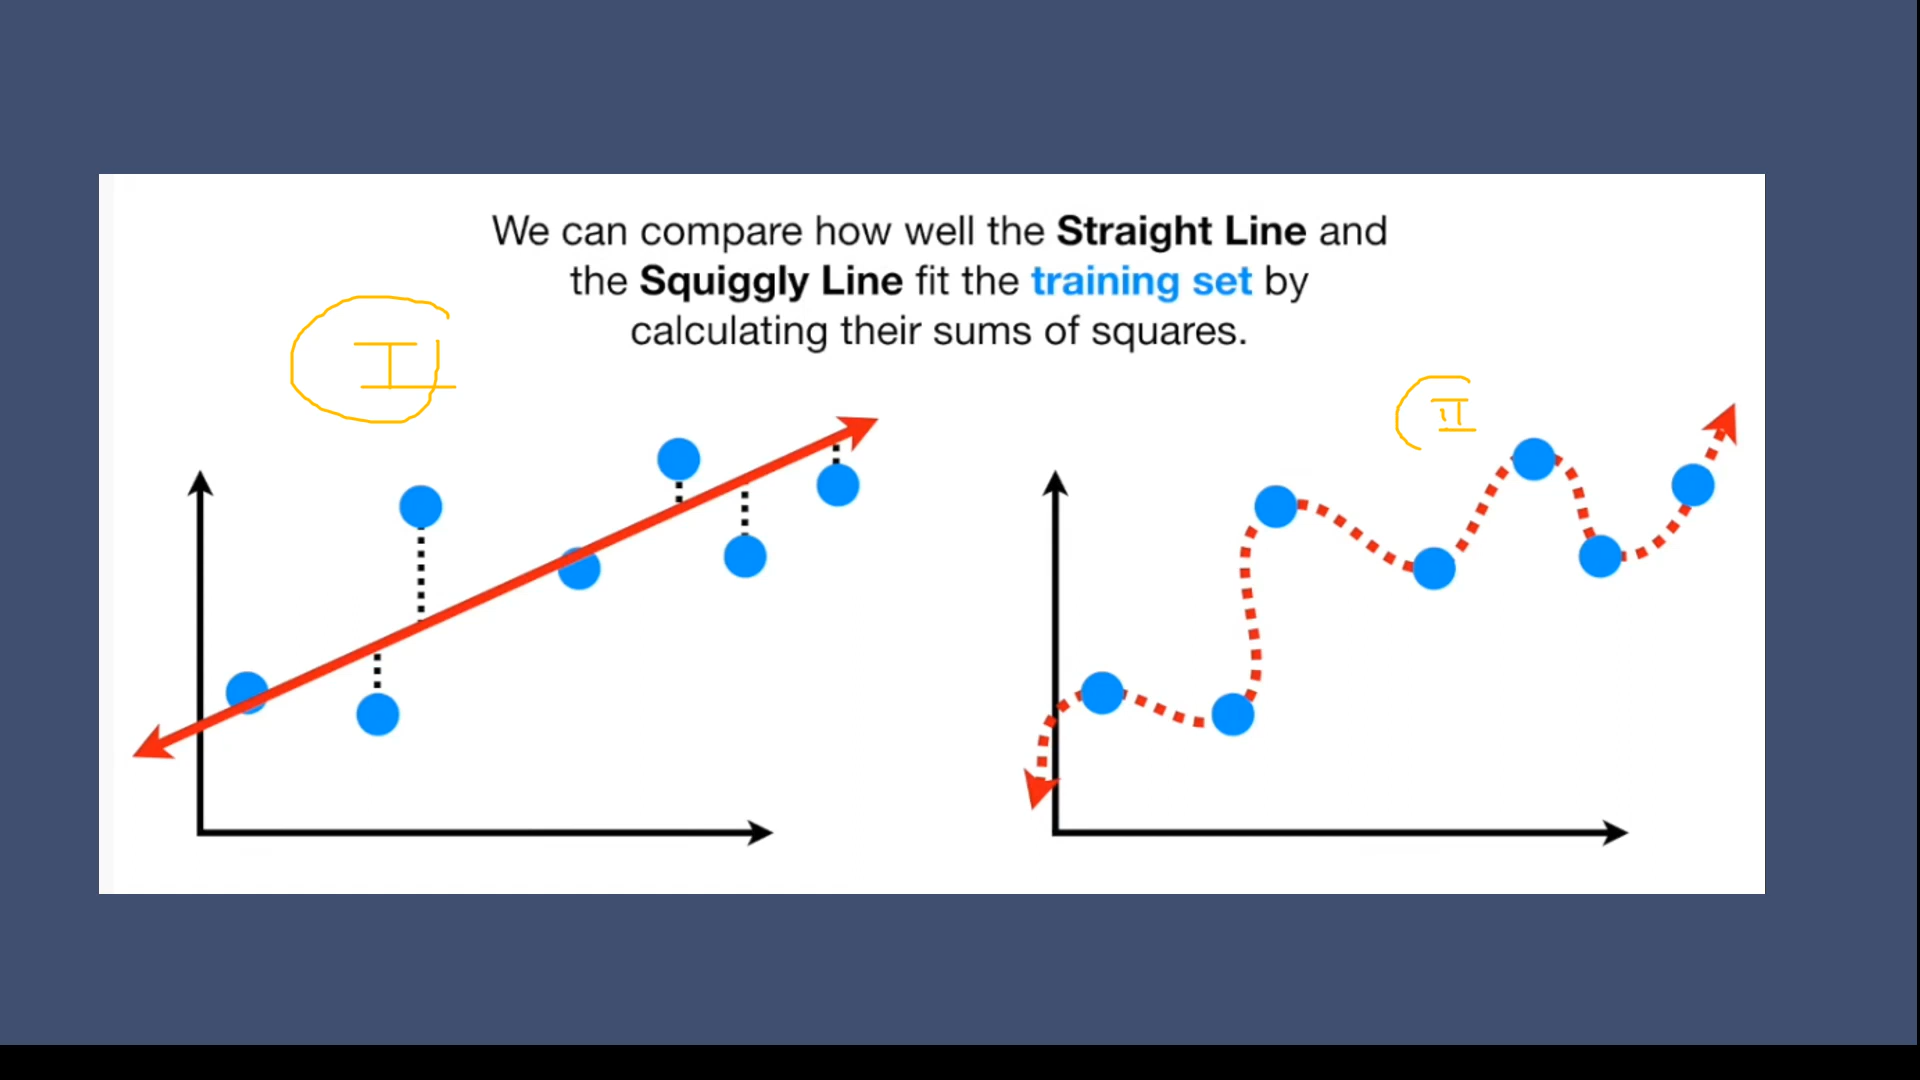 We can compare how well the Straight Line and
the Squiggly Line fit the training set by
calculating their sums of squares.
I
II